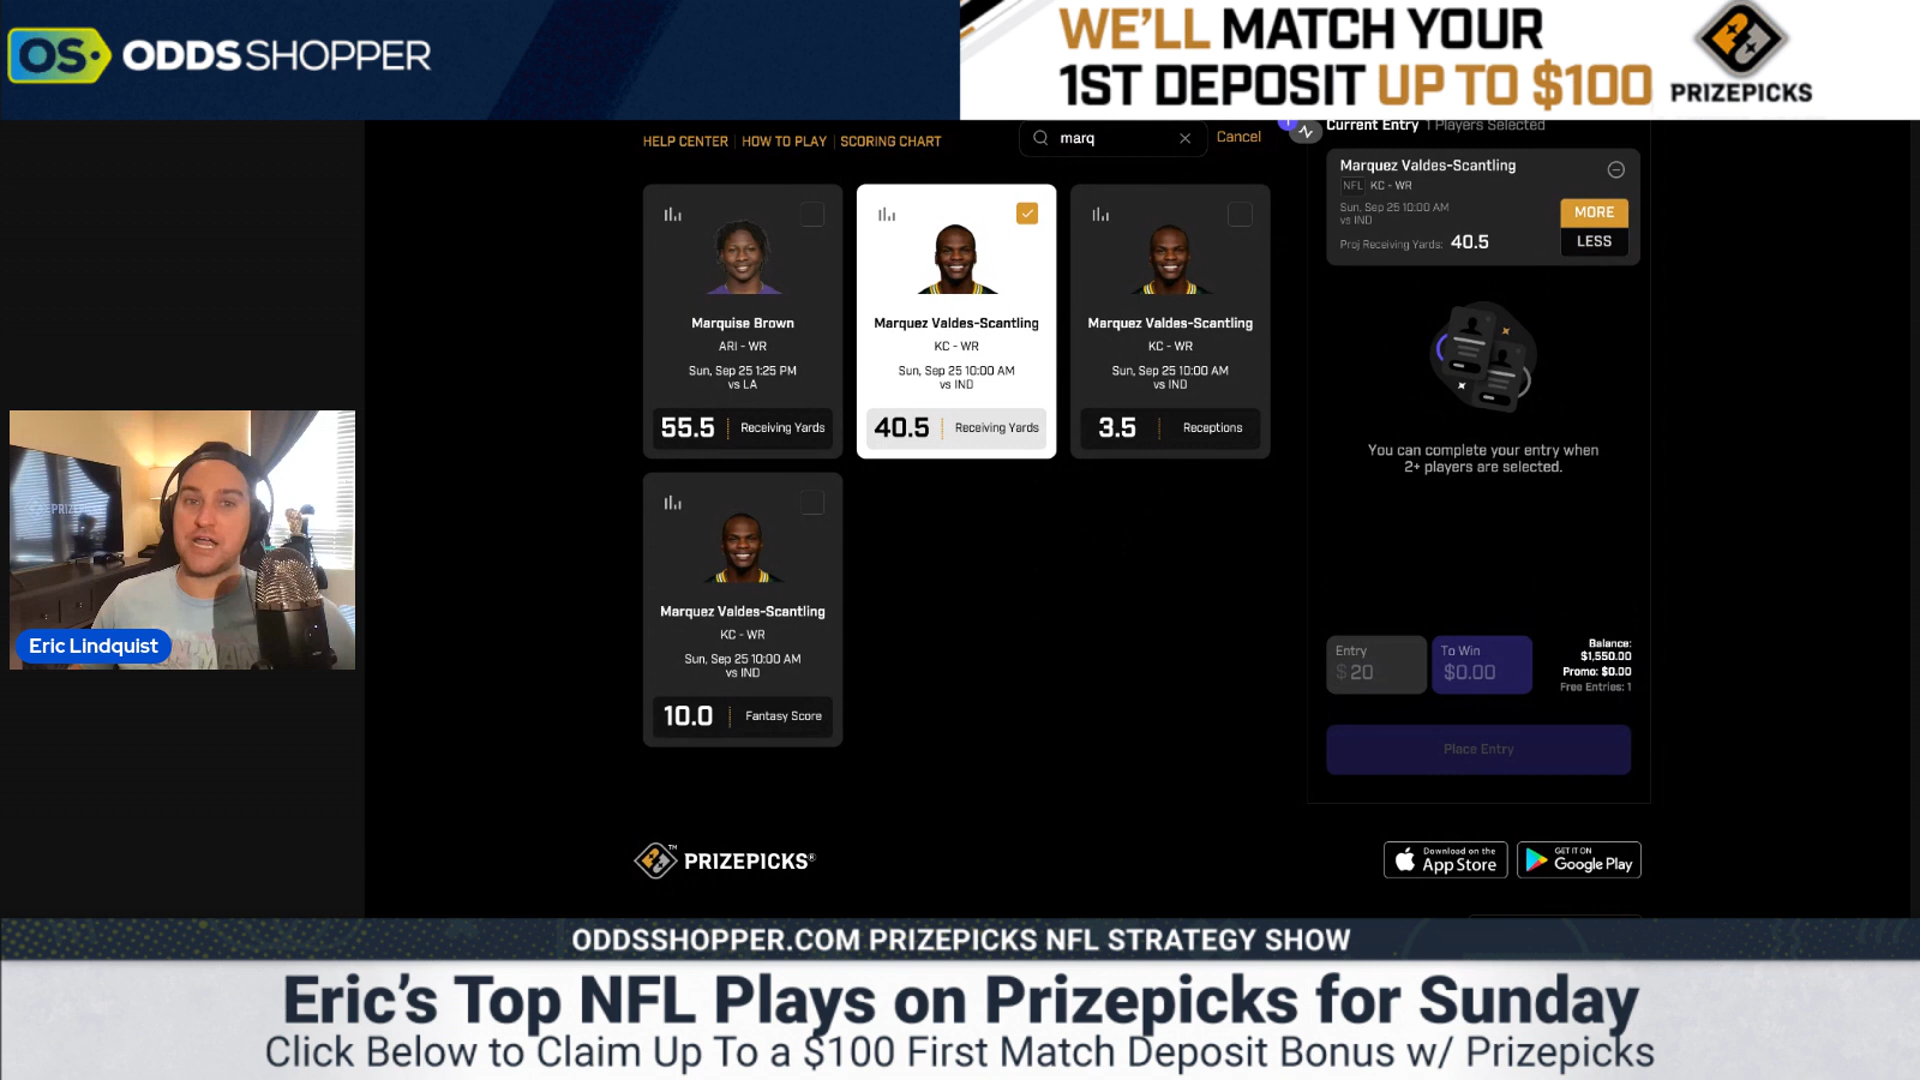 OS.
ODDSSHOPPER
WE'LL MATCH YOUR
1ST DEPOSIT UP TO $100
PRIZEPICKS
HELP CENTER
HOW TO PLAY
SCORING CHART
marq
Cancel
Current Entry 1 Players Selected
Marquez Valdes-Scantling
NFL KC - WR
Sun, Sep 25 10:00 AM
vs IND
Proj Receiving Yards: 40.5
MORE
LESS
Marquise Brown
ARI - WR
Sun, Sep 25 1:25 PM
vs LA
55.5 Receiving Yards
Marquez Valdes-Scantling
KC - WR
Sun, Sep 25 10:00 AM
vs IND
40.5 Receiving Yards
Marquez Valdes-Scantling
KC - WR
Sun, Sep 25 10:00 AM
vs IND
3.5 Receptions
You can complete your entry when
2+ players are selected.
Marquez Valdes-Scantling
KC - WR
Sun, Sep 25 10:00 AM
vs IND
10.0 Fantasy Score
Eric Lindquist
Entry
$ 20
To Win
$0.00
Balance:
$1,550.00
Promo: $0.00
Free Entries: 1
Place Entry
PRIZEPICKS®
Download on the
App Store
GET IT ON
Google Play
ODDSSHOPPER.COM PRIZEPICKS NFL STRATEGY SHOW
Eric's Top NFL Plays on Prizepicks for Sunday
Click Below to Claim Up To a $100 First Match Deposit Bonus w/ Prizepicks